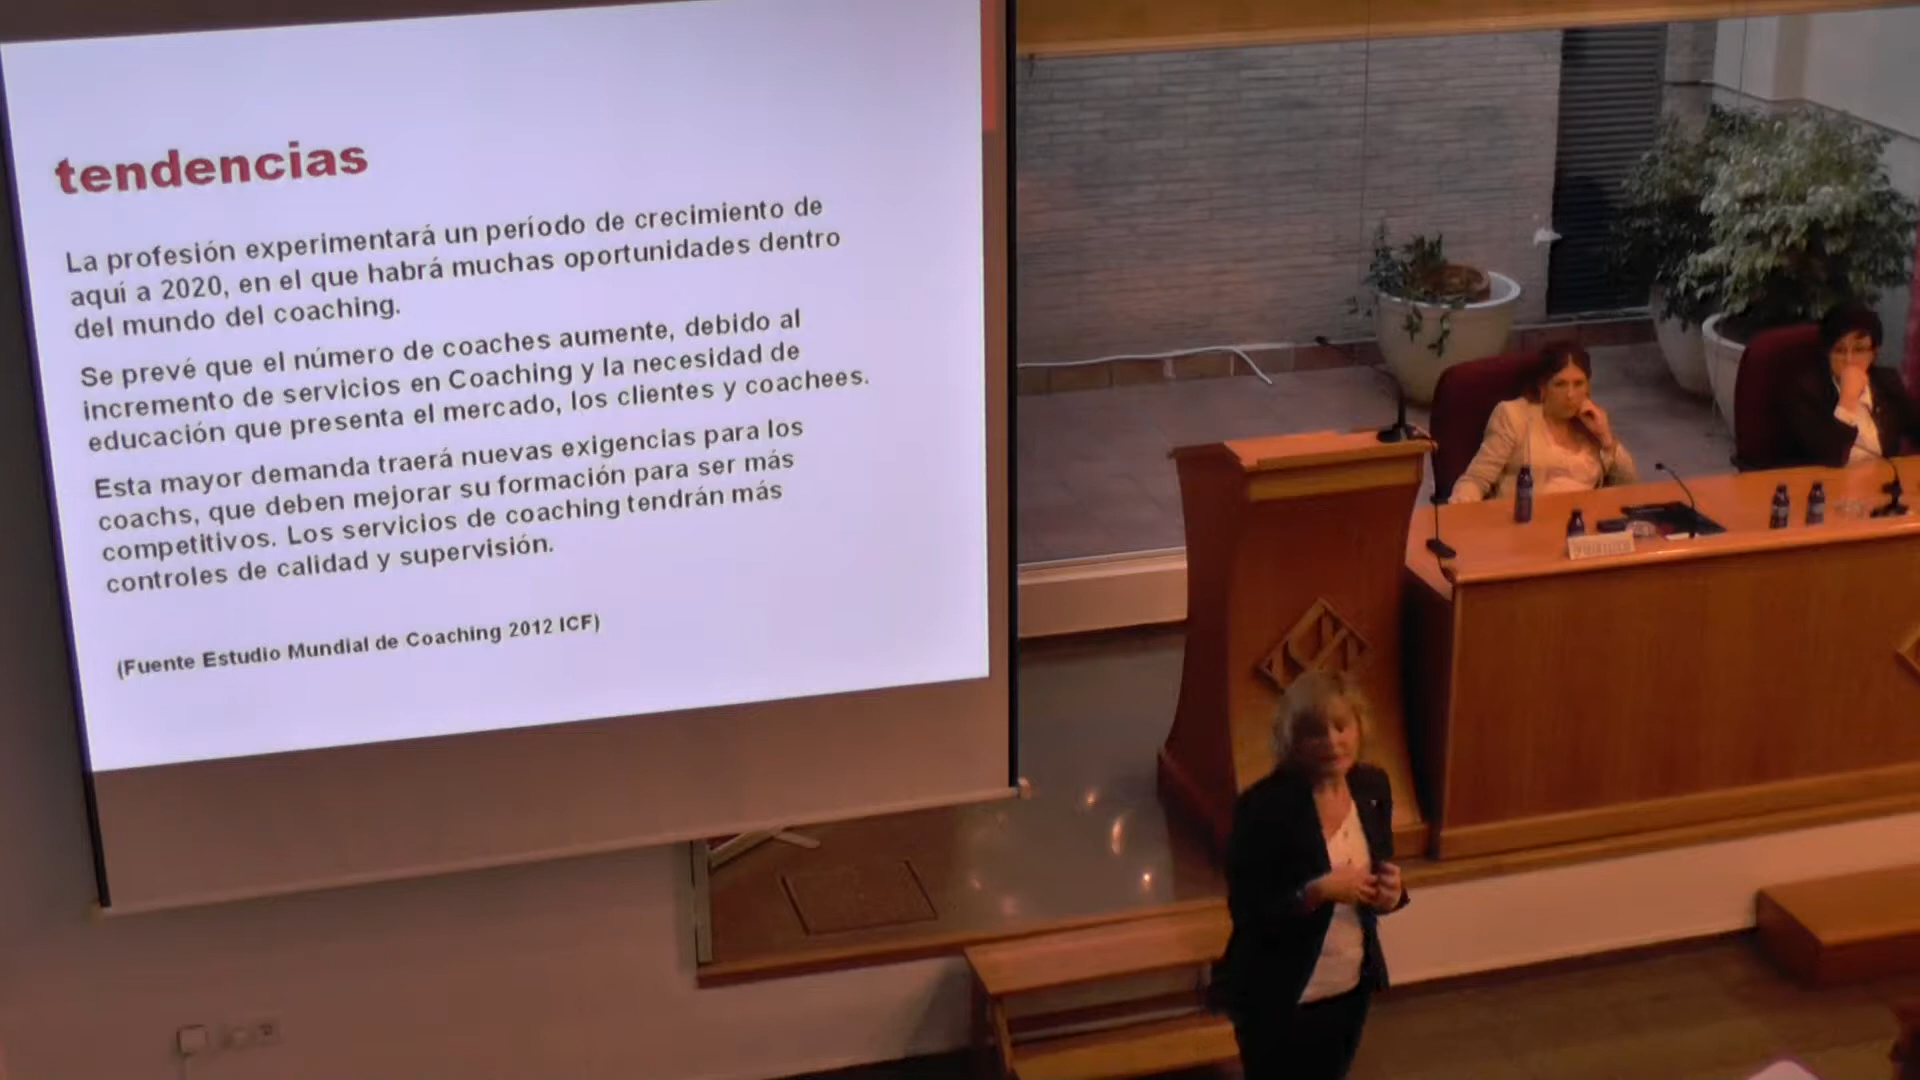 tendencias
La profesión experimentará un período de crecimiento de
aquí a 2020, en el que habrá muchas oportunidades dentro
del mundo del coaching.
Se prevé que el número de coaches aumente, debido al
incremento de servicios en Coaching y la necesidad de
educación que presenta el mercado, los clientes y coachees.
Esta mayor demanda traerá nuevas exigencias para los
coachs, que deben mejorar su formación para ser más
competitivos. Los servicios de coaching tendrán más
controles de calidad y supervisión.
(Fuente Estudio Mundial de Coaching 2012 ICF)